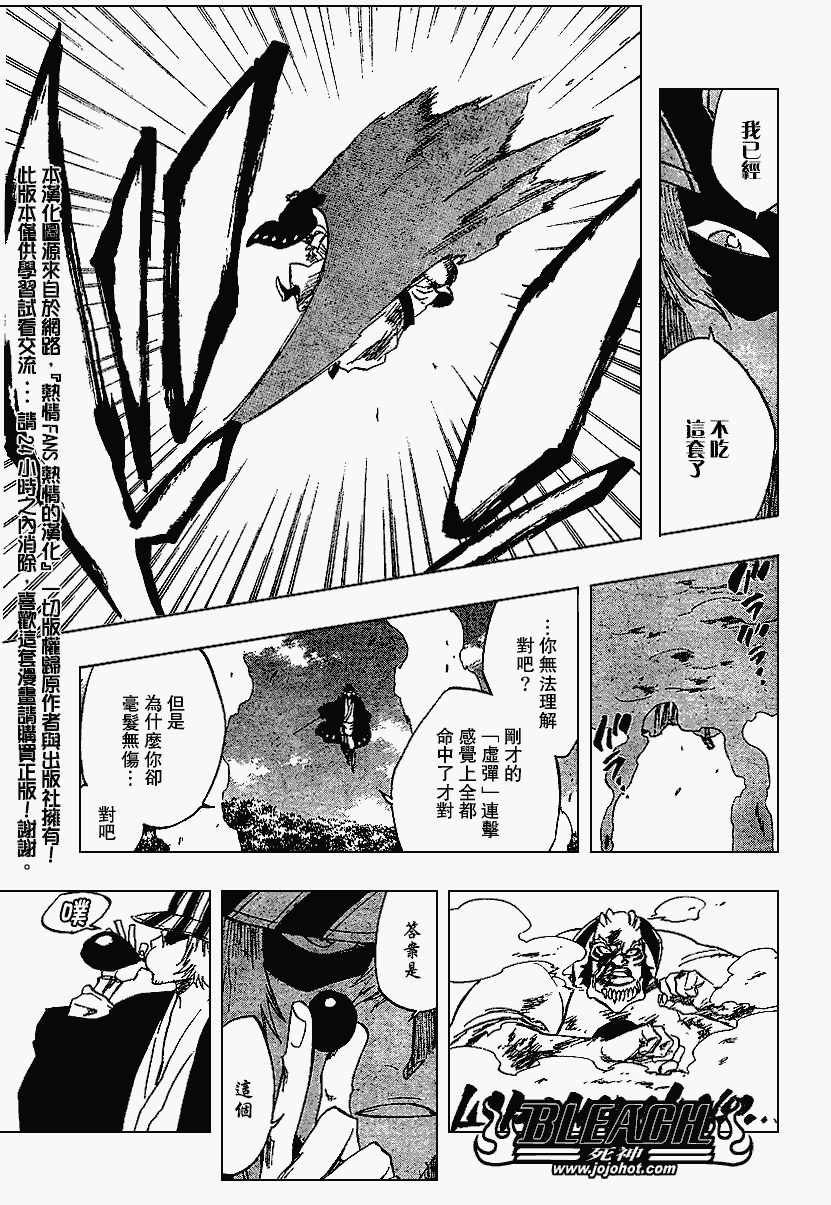 我已經
不吃
這套了
…你無法理解
對吧？
剛才的
「虛彈」連擊
感覺上全都
命中了才對
但是
為什麼你卻
毫髮無傷…
對吧
答案是
這個
噗
本漢化圖源來自於網路，『熱情FANS熱情的漢化』一切版權歸原作者與出版社擁有！
此版本僅供學習試看交流…請24小時之內消除，喜歡這套漫畫請購買正版！謝謝。
BLEACH
死神
www.jojohot.com